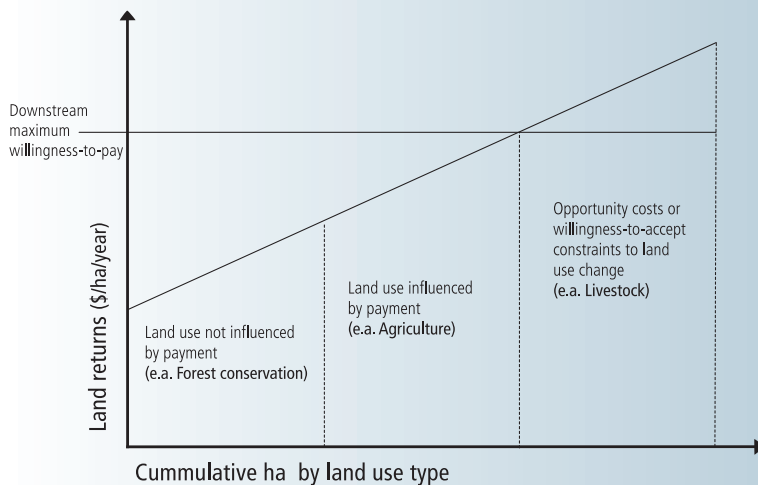 Downstream
maximum
willingness-to-pay
Land returns ($/ha/year)
Land use not influenced
by payment
(e.a. Forest conservation)
Land use influenced
by payment
(e.a. Agriculture)
Opportunity costs or
willingness-to-accept
constraints to land
use change
(e.a. Livestock)
Cummulative ha by land use type